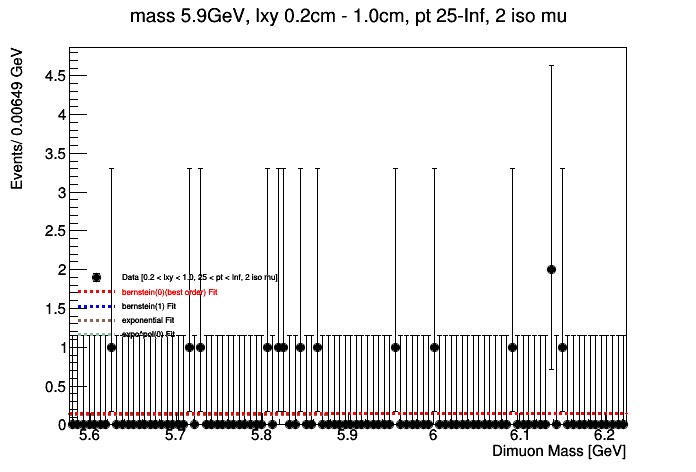 mass 5.9GeV, lxy 0.2cm - 1.0cm, pt 25-Inf, 2 iso mu
Events/ 0.00649 GeV
4.5
4
3.5
3
2.5
2
1.5
1
0.5
0
Data [0.2 < lxy < 1.0, 25 < pt < Inf, 2 iso mu]
bernstein(0)(best order) Fit
bernstein(1) Fit
exponential Fit
expo*pol(0) Fit
5.6 5.7 5.8 5.9 6 6.1 6.2
Dimuon Mass [GeV]